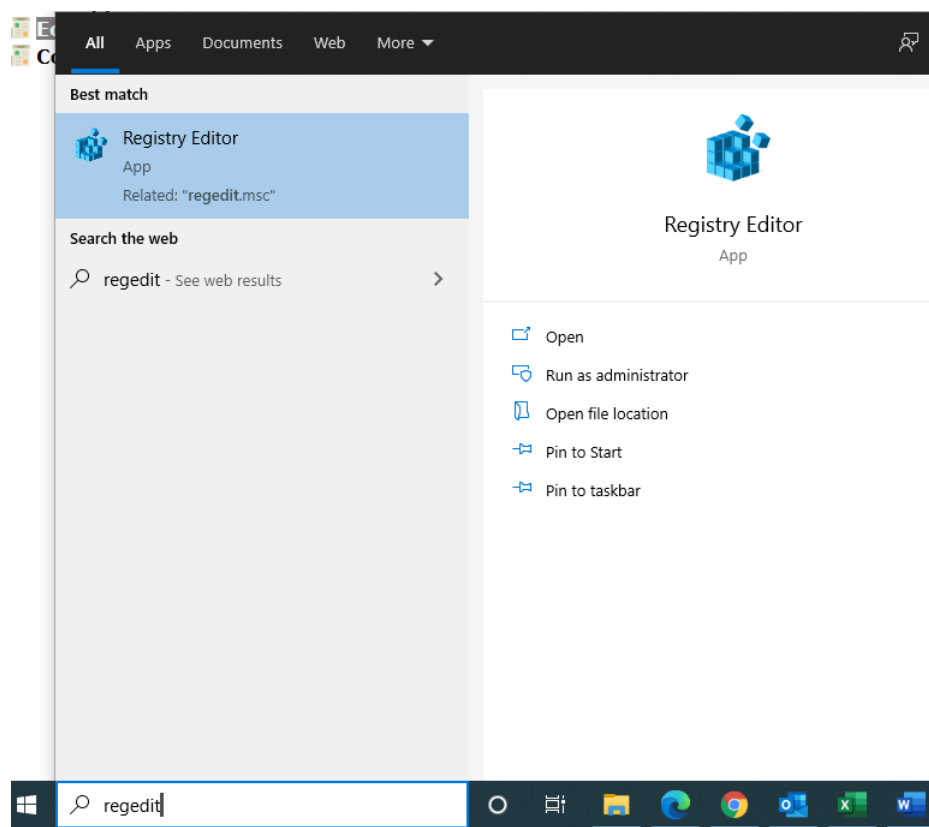 All Apps Documents Web More
Best match
Registry Editor
App
Related: "regedit.msc"
Search the web
regedit - See web results
Registry Editor
App
Open
Run as administrator
Open file location
Pin to Start
Pin to taskbar
regedit